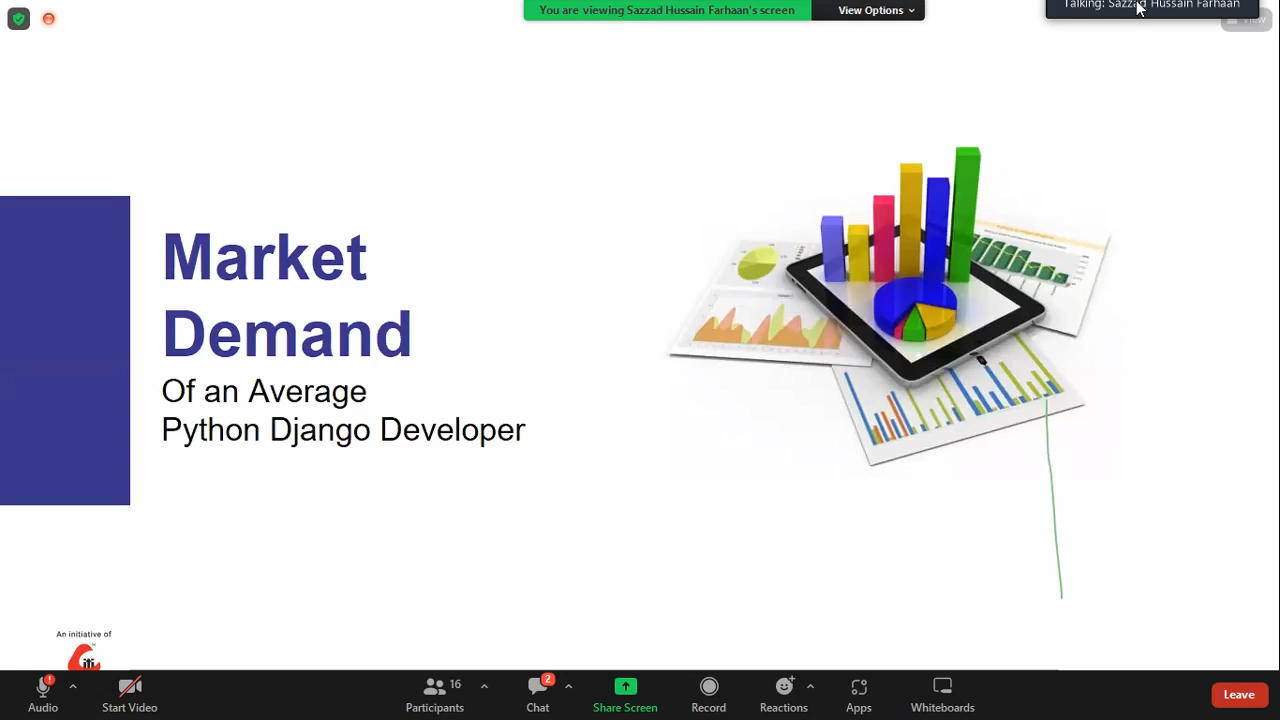 You are viewing Sazzad Hussain Farhaan's screen
View Options
Talking: Sazzad Hussain Farhaan
View
Market
Demand
Of an Average
Python Django Developer
An initiative of
Audio
Start Video
16
Participants
2
Chat
Share Screen
Record
Reactions
Apps
Whiteboards
Leave